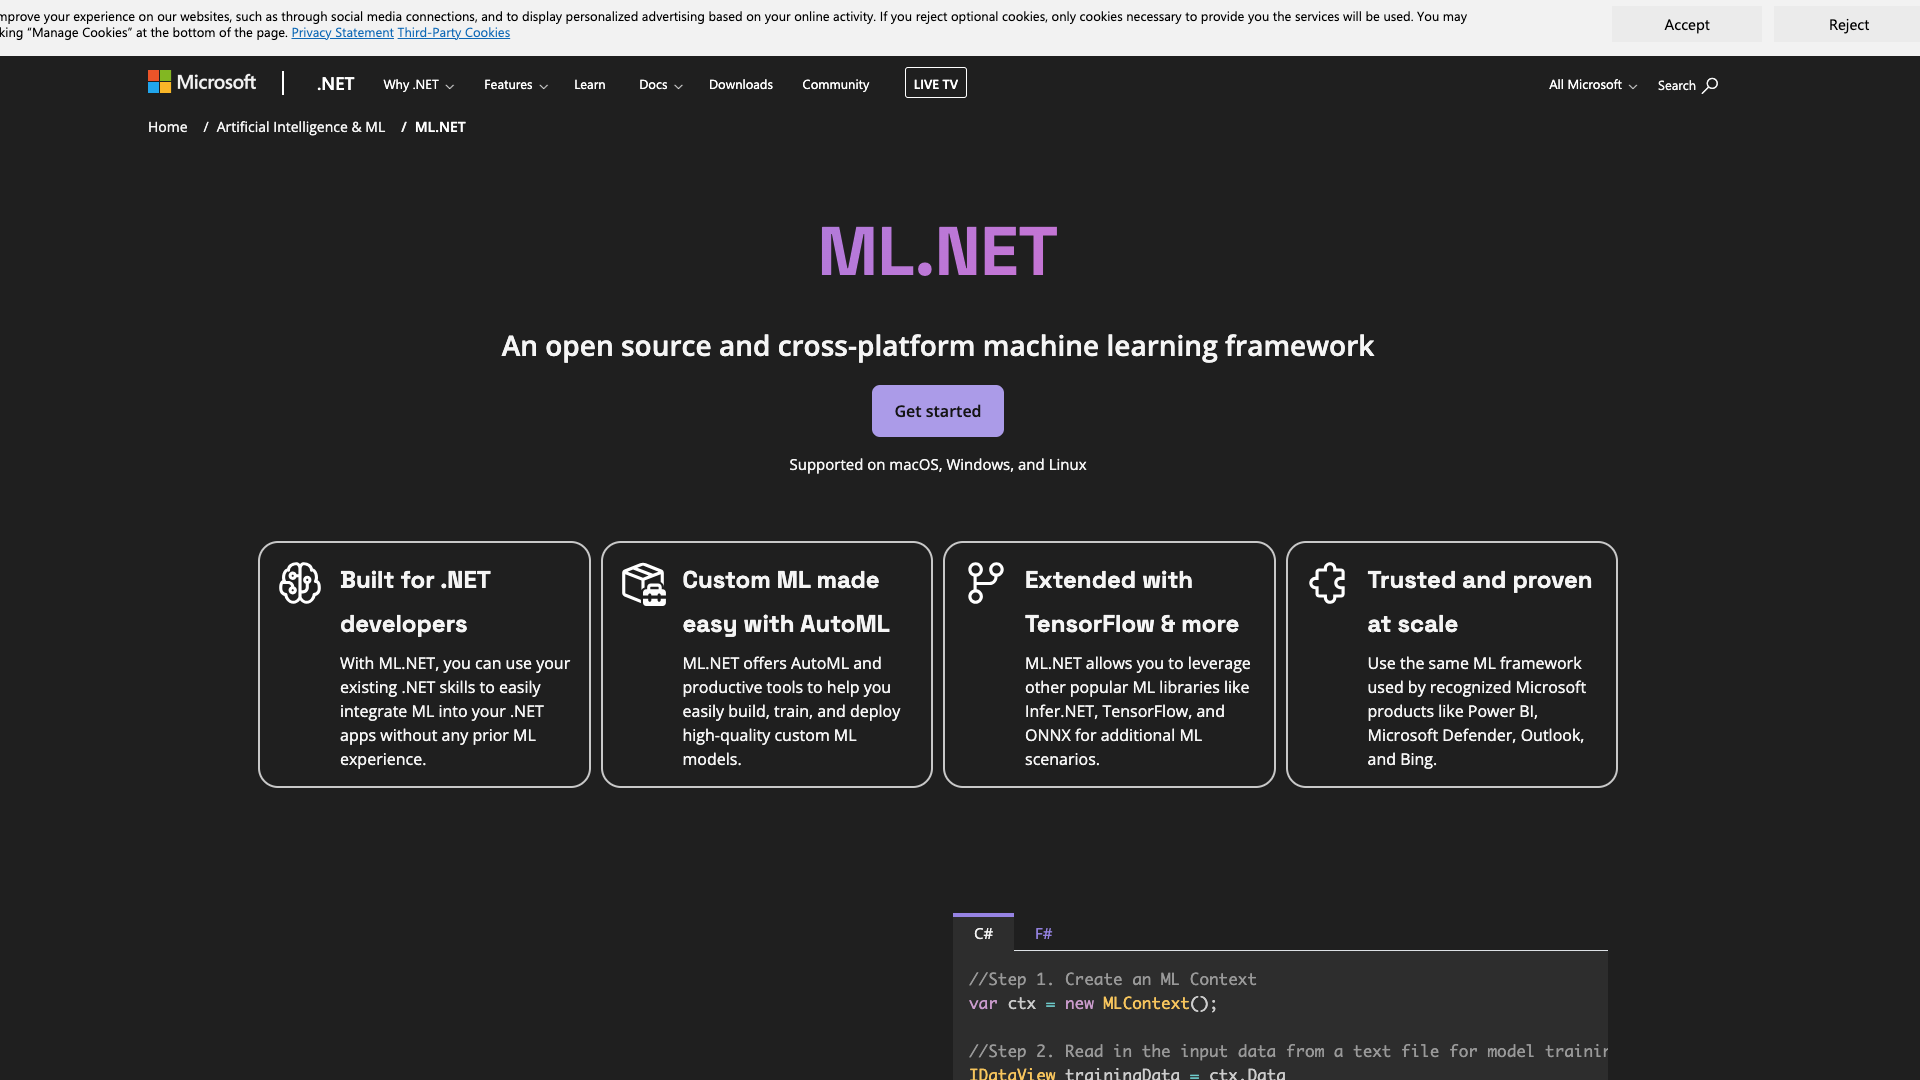 improve your experience on our websites, such as through social media connections, and to display personalized advertising based on your online activity. If you reject optional cookies, only cookies necessary to provide you the services will be used. You may
king “Manage Cookies” at the bottom of the page. Privacy Statement Third-Party Cookies
Accept
Reject
Microsoft
.NET
Why .NET
Features
Learn
Docs
Downloads
Community
LIVE TV
All Microsoft
Search
Home / Artificial Intelligence & ML / ML.NET
ML.NET
An open source and cross-platform machine learning framework
Get started
Supported on macOS, Windows, and Linux
Built for .NET
developers
With ML.NET, you can use your
existing .NET skills to easily
integrate ML into your .NET
apps without any prior ML
experience.
Custom ML made
easy with AutoML
ML.NET offers AutoML and
productive tools to help you
easily build, train, and deploy
high-quality custom ML
models.
Extended with
TensorFlow & more
ML.NET allows you to leverage
other popular ML libraries like
Infer.NET, TensorFlow, and
ONNX for additional ML
scenarios.
Trusted and proven
at scale
Use the same ML framework
used by recognized Microsoft
products like Power BI,
Microsoft Defender, Outlook,
and Bing.
C#
F#
//Step 1. Create an ML Context
var ctx = new MLContext();
//Step 2. Read in the input data from a text file for model trainin
IDataView trainingData = ctx.Data